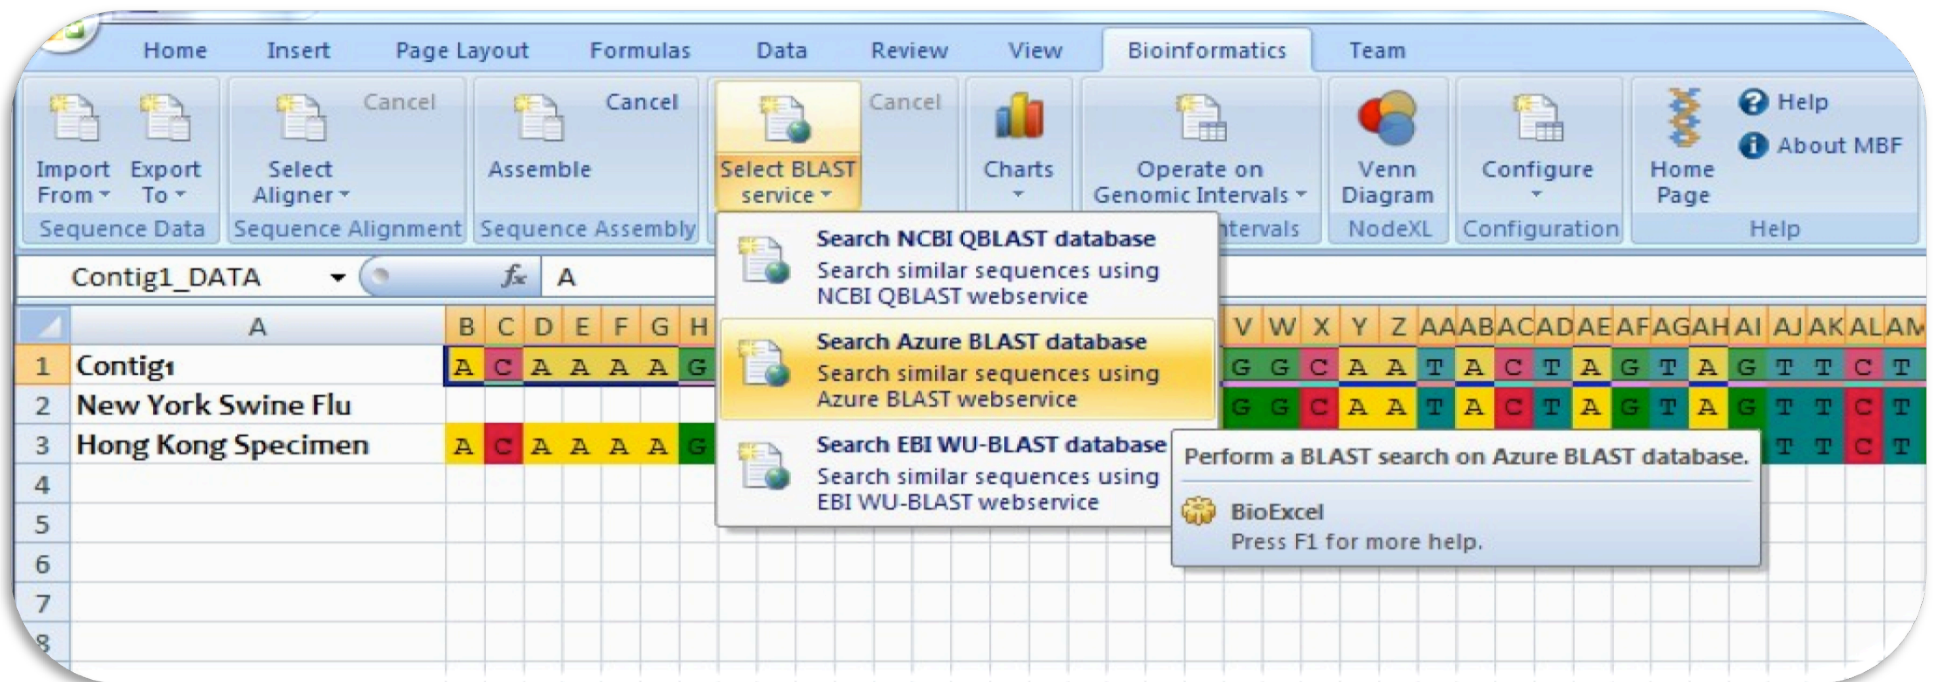 Home Insert Page Layout Formulas Data Review View Bioinformatics Team
Cancel Cancel Cancel Help
About MBF
Import Export Select Assemble Select BLAST Charts Operate on Venn Configure Home
From To Aligner service Genomic Intervals Diagram Page
Sequence Data Sequence Alignment Sequence Assembly ntervals NodeXL Configuration Help
Contig1_DATA fx A
Search NCBI QBLAST database
Search similar sequences using
NCBI QBLAST webservice
Search Azure BLAST database
Search similar sequences using
Azure BLAST webservice
Search EBI WU-BLAST database
Search similar sequences using
EBI WU-BLAST webservice
Perform a BLAST search on Azure BLAST database.
BioExcel
Press F1 for more help.
A B C D E F G H V W X Y Z AA AB AC AD AE AF AG AH AI AJ AK AL AM
1 Contig1 A C A A A A G G G C A A T A C T A G T A G T T C T
2 New York Swine Flu G G C A A T A C T A G T A G T T C T
3 Hong Kong Specimen A C A A A A G T T C T
4
5
6
7
8